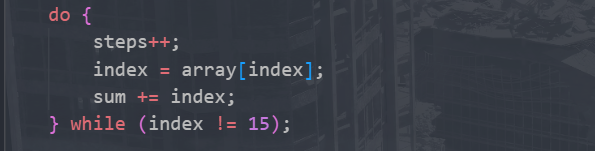 do {
steps++;
index = array[index];
sum += index;
} while (index != 15);